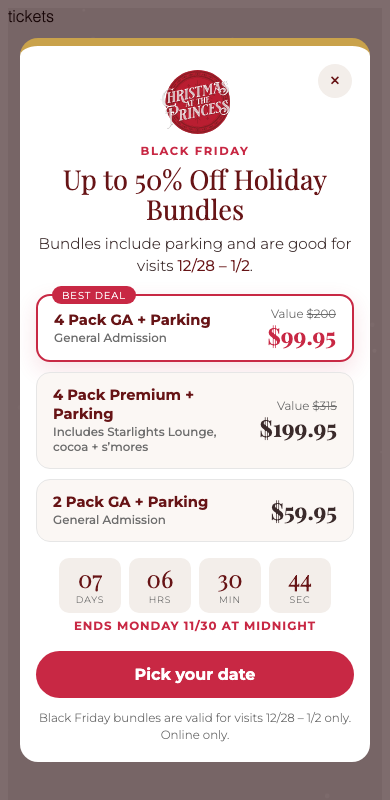 tickets
×
CHRISTMAS
AT THE
PRINCESS
BLACK FRIDAY
Up to 50% Off Holiday
Bundles
Bundles include parking and are good for
visits 12/28 – 1/2.
BEST DEAL
4 Pack GA + Parking
General Admission
Value $200
$99.95
4 Pack Premium +
Parking
Includes Starlights Lounge,
cocoa + s’mores
Value $315
$199.95
2 Pack GA + Parking
General Admission
$59.95
07 06 30 44
DAYS HRS MIN SEC
ENDS MONDAY 11/30 AT MIDNIGHT
Pick your date
Black Friday bundles are valid for visits 12/28 – 1/2 only.
Online only.